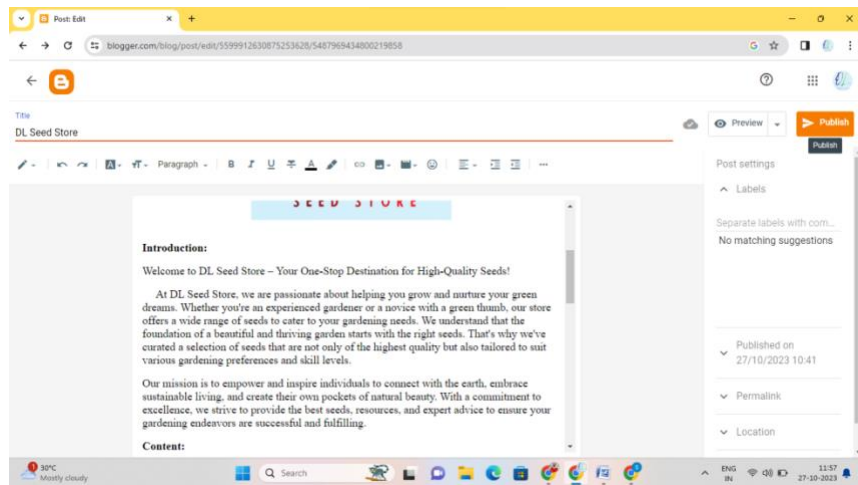 Post: Edit
blogger.com/blog/post/edit/5599912630875253628/5487969434800219858
Title
DL Seed Store
Preview
Publish
Publish
Paragraph
B I U A
Post settings
Labels
Separate labels with com...
No matching suggestions
SEED STORE
Introduction:
Welcome to DL Seed Store – Your One-Stop Destination for High-Quality Seeds!
At DL Seed Store, we are passionate about helping you grow and nurture your green
dreams. Whether you're an experienced gardener or a novice with a green thumb, our store
offers a wide range of seeds to cater to your gardening needs. We understand that the
foundation of a beautiful and thriving garden starts with the right seeds. That's why we've
curated a selection of seeds that are not only of the highest quality but also tailored to suit
various gardening preferences and skill levels.
Our mission is to empower and inspire individuals to connect with the earth, embrace
sustainable living, and create their own pockets of natural beauty. With a commitment to
excellence, we strive to provide the best seeds, resources, and expert advice to ensure your
gardening endeavors are successful and fulfilling.
Content:
Published on
27/10/2023 10:41
Permalink
Location
30°C
Mostly cloudy
Search
ENG
IN
11:57
27-10-2023